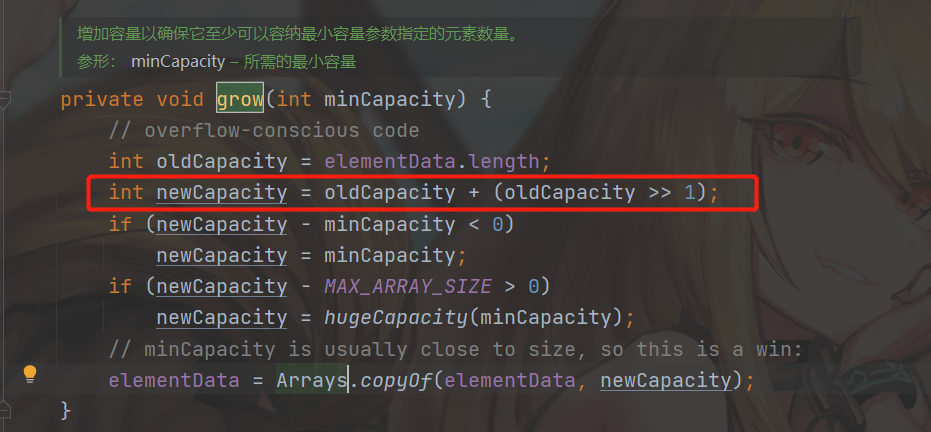 增加容量以确保它至少可以容纳最小容量参数指定的元素数量。
参形： minCapacity – 所需的最小容量
private void grow(int minCapacity) {
// overflow-conscious code
int oldCapacity = elementData.length;
int newCapacity = oldCapacity + (oldCapacity >> 1);
if (newCapacity - minCapacity < 0)
newCapacity = minCapacity;
if (newCapacity - MAX_ARRAY_SIZE > 0)
newCapacity = hugeCapacity(minCapacity);
// minCapacity is usually close to size, so this is a win:
elementData = Arrays.copyOf(elementData, newCapacity);
}